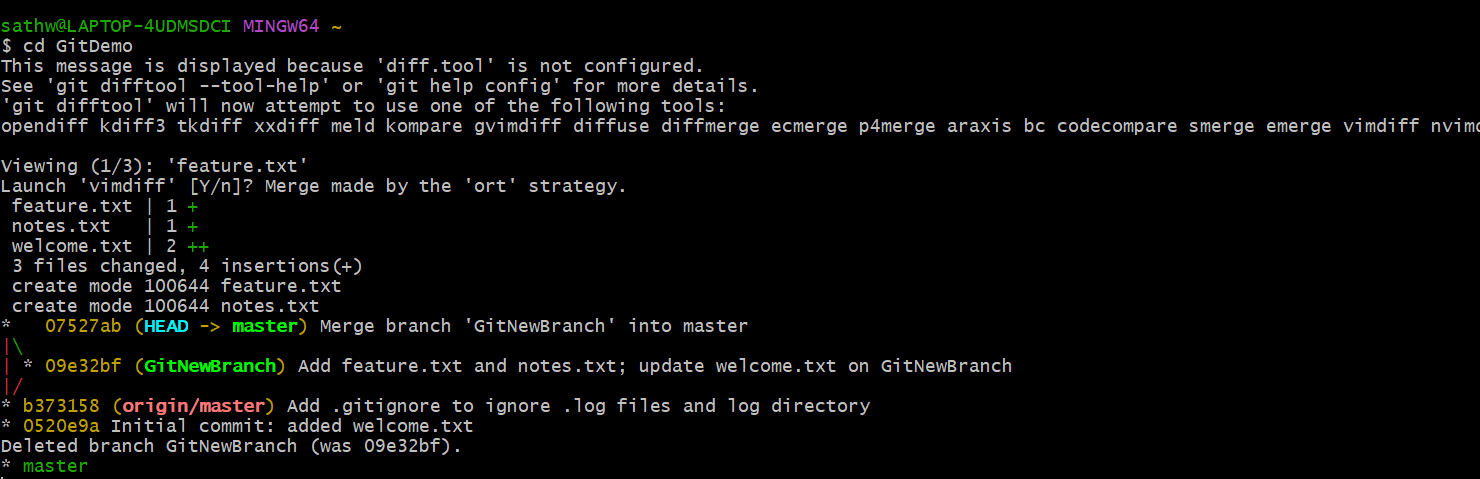 sathw@LAPTOP-4UDMSDCI MINGW64 ~
$ cd GitDemo
This message is displayed because 'diff.tool' is not configured.
See 'git difftool --tool-help' or 'git help config' for more details.
'git difftool' will now attempt to use one of the following tools:
opendiff kdiff3 tkdiff xxdiff meld kompare gvimdiff diffuse diffmerge ecmerge p4merge araxis bc codecompare smerge emerge vimdiff

Viewing (1/3): 'feature.txt'
Launch 'vimdiff' [Y/n]? Merge made by the 'ort' strategy.
 feature.txt | 1 +
 notes.txt   | 1 +
 welcome.txt | 2 ++
 3 files changed, 4 insertions(+)
 create mode 100644 feature.txt
 create mode 100644 notes.txt
*   07527ab (HEAD -> master) Merge branch 'GitNewBranch' into master
|\
| * 09e32bf (GitNewBranch) Add feature.txt and notes.txt; update welcome.txt on GitNewBranch
|/
* b373158 (origin/master) Add .gitignore to ignore .log files and log directory
* 0520e9a Initial commit: added welcome.txt
Deleted branch GitNewBranch (was 09e32bf).
* master